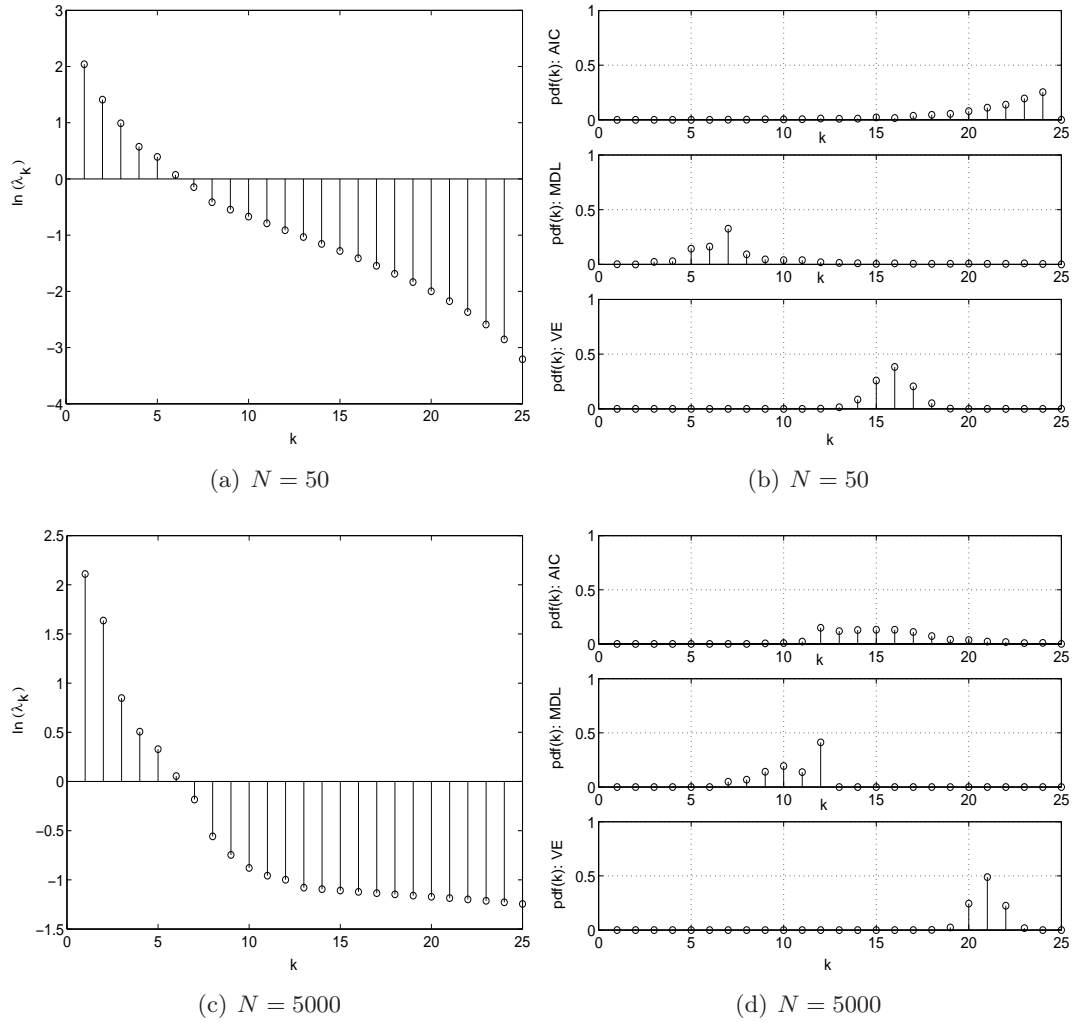 3
2
1
0
−1
−2
−3
−4
ln (λk)
0 5 10 15 20 25
k
(a) N = 50
1
0.5
0
pdf(k): AIC
0 5 10 15 20 25
k
1
0.5
0
pdf(k): MDL
0 5 10 15 20 25
k
1
0.5
0
pdf(k): VE
0 5 10 15 20 25
k
(b) N = 50
2.5
2
1.5
1
0.5
0
−0.5
−1
−1.5
ln (λk)
0 5 10 15 20 25
k
(c) N = 5000
1
0.5
0
pdf(k): AIC
0 5 10 15 20 25
k
1
0.5
0
pdf(k): MDL
0 5 10 15 20 25
k
1
0.5
0
pdf(k): VE
0 5 10 15 20 25
k
(d) N = 5000